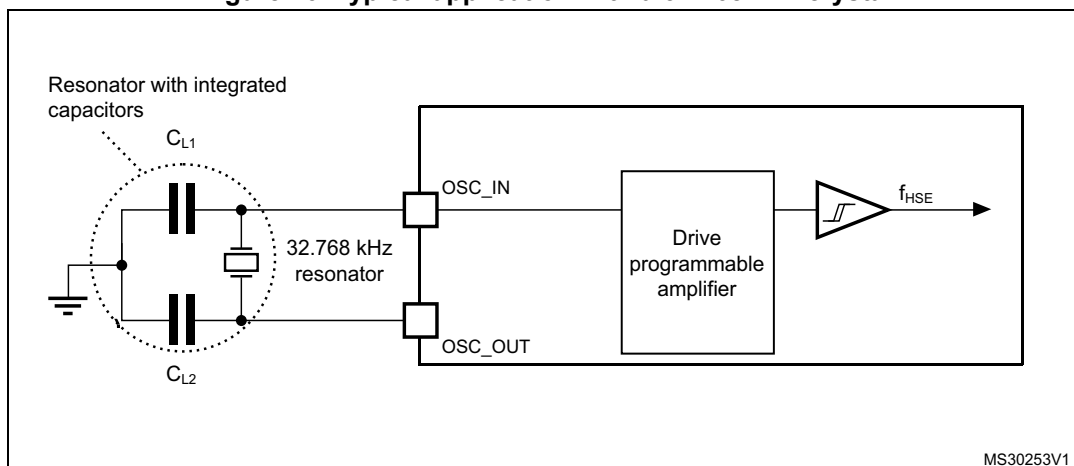 Resonator with integrated
capacitors
CL1
OSC_IN
fHSE
32.768 kHz
resonator
Drive
programmable
amplifier
OSC_OUT
CL2
MS30253V1